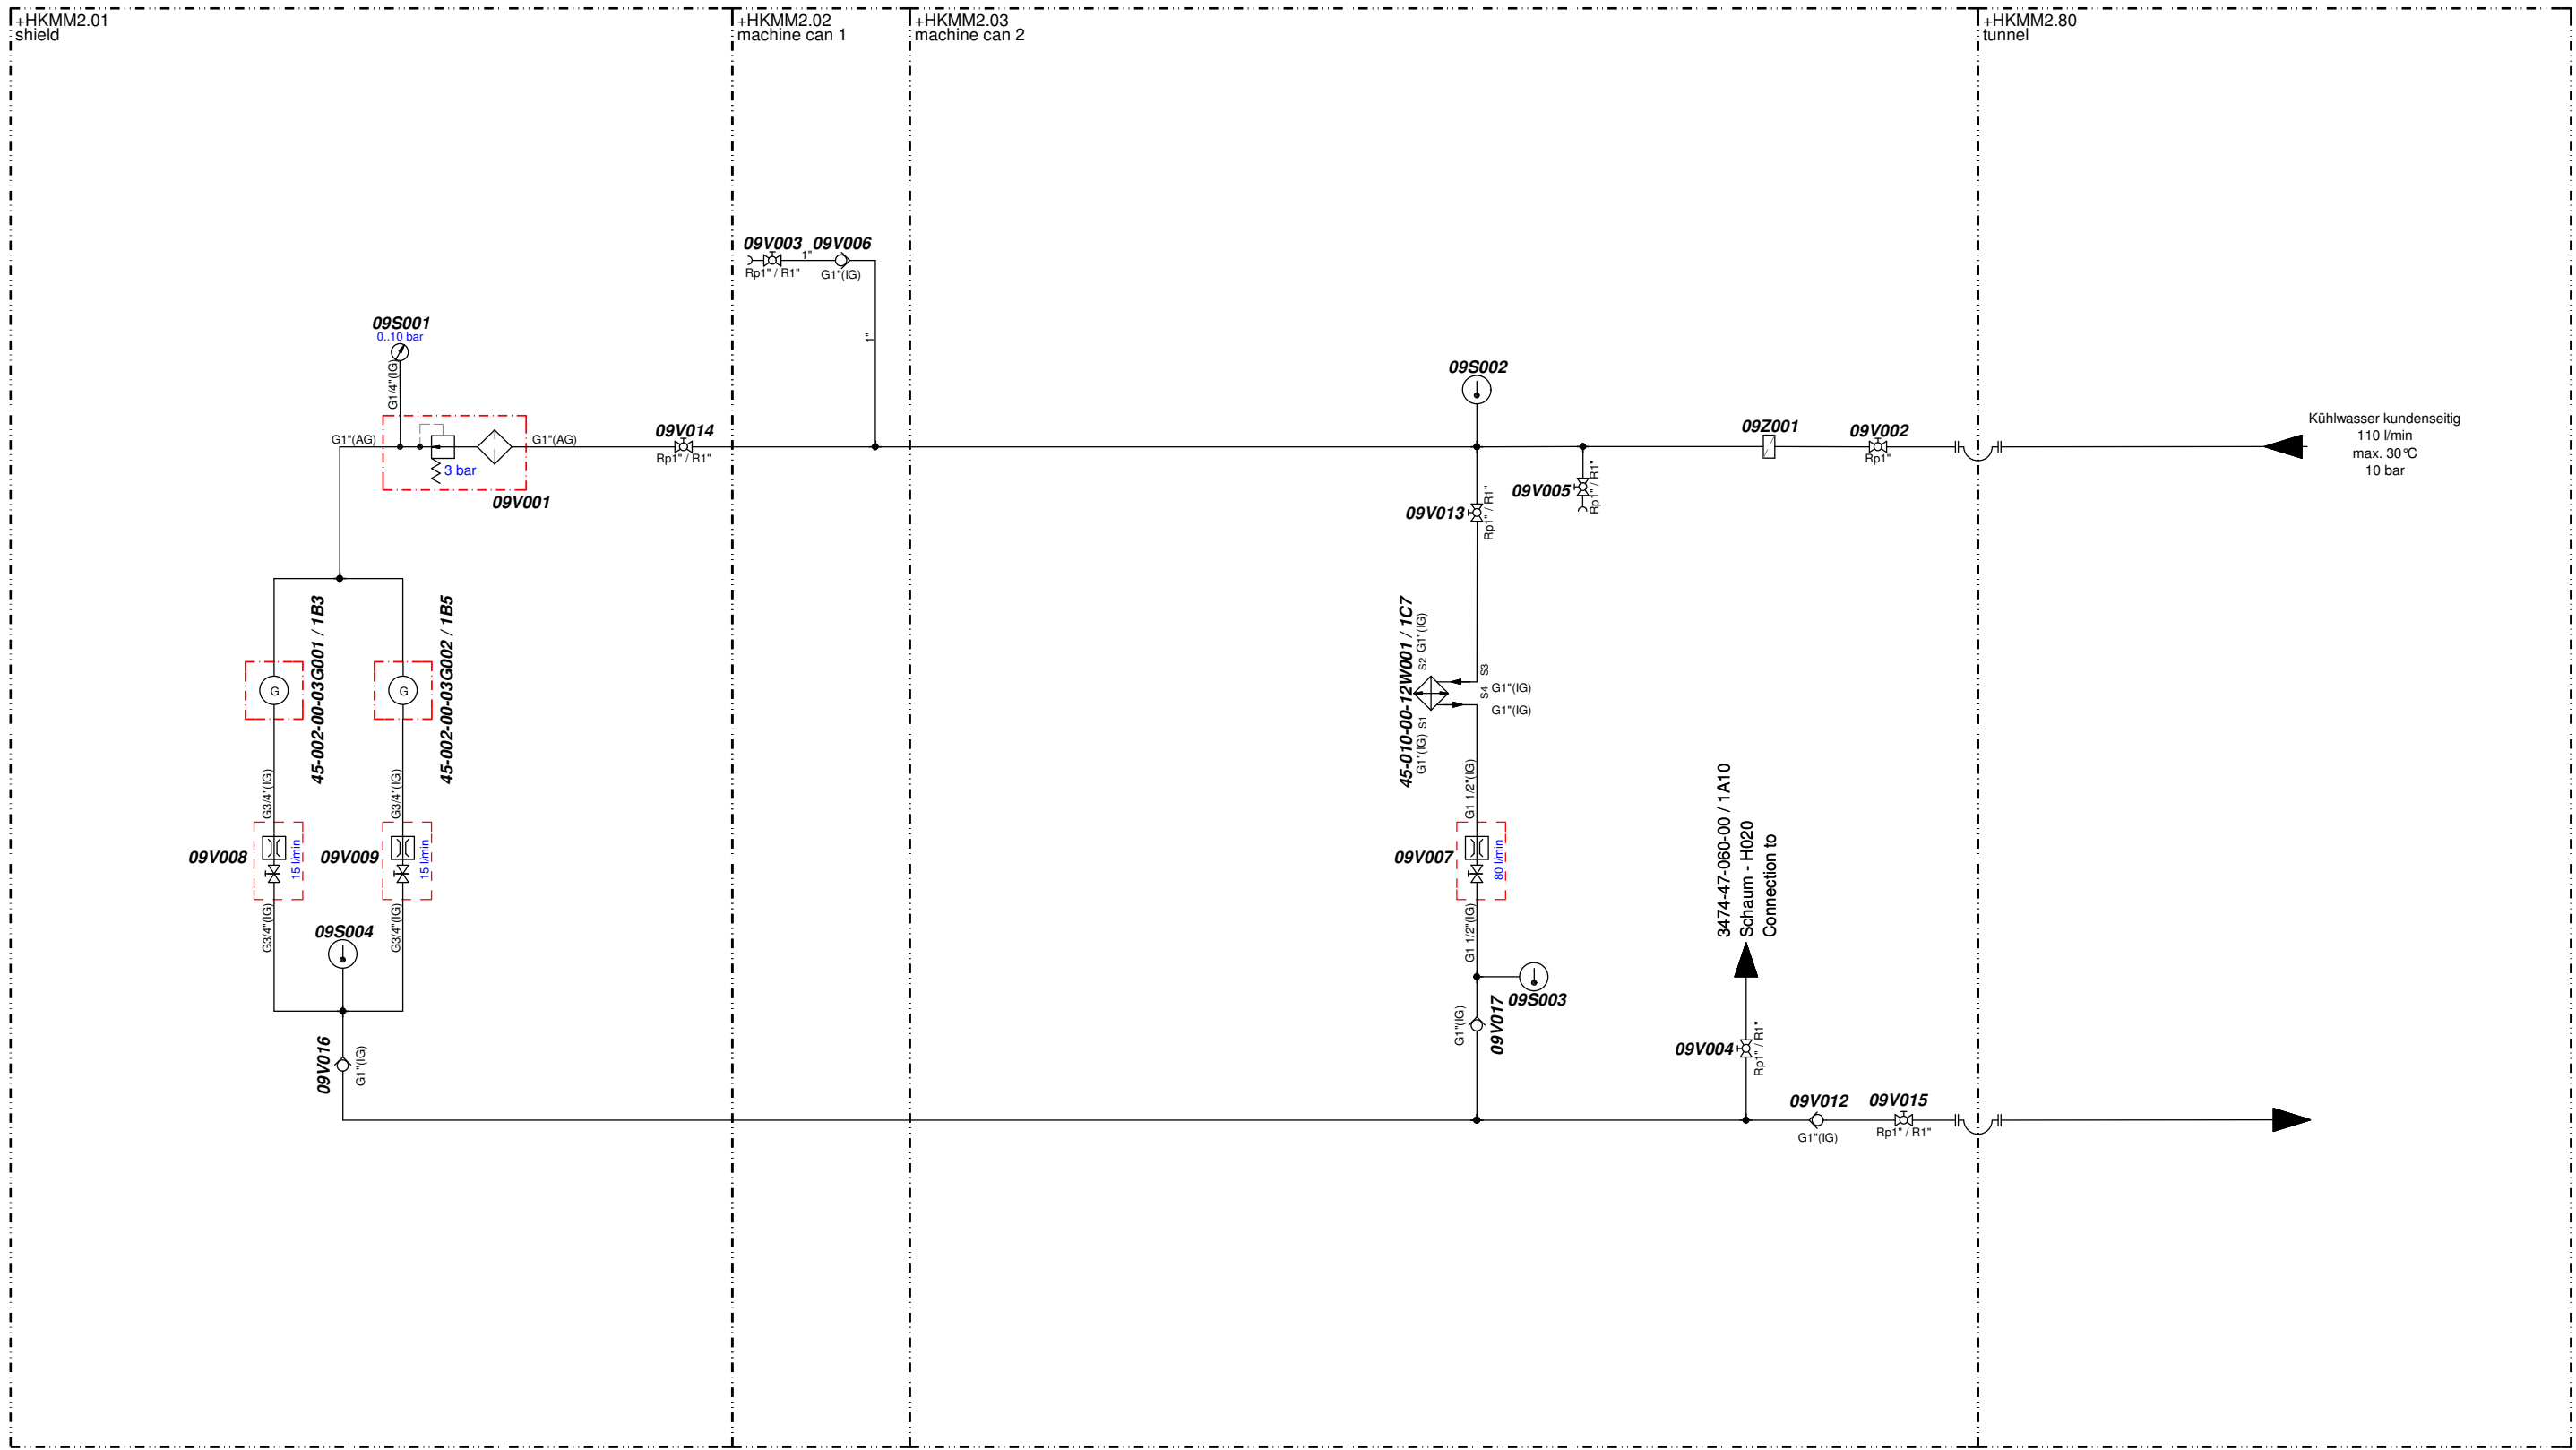 +HKMM2.01
shield
+HKMM2.02
machine can 1
+HKMM2.03
machine can 2
+HKMM2.80
tunnel
09V003
1"
09V006
Rp1" / R1"
G1"(IG)
1"
09S001
0..10 bar
G1/4"(IG)
G1"(AG)
G1"(AG)
3 bar
09V001
09V014
Rp1" / R1"
09S002
09Z001
09V002
Rp1"
Kühlwasser kundenseitig
110 l/min
max. 30°C
10 bar
09V005
Rp1" / R1"
09V013
Rp1" / R1"
45-002-00-03G001 / 1B3
45-002-00-03G002 / 1B5
G
G
45-010-00-12W001 / 1C7
S2 G1"(IG)
G1"(IG) S1
S3
S4
G1"(IG)
G1"(IG)
G3/4"(IG)
G3/4"(IG)
G1 1/2"(IG)
09V008
15 l/min
09V009
15 l/min
09V007
80 l/min
G3/4"(IG)
G3/4"(IG)
G1 1/2"(IG)
3474-47-060-00 / 1A10
Schaum - H020
Connection to
09S004
09S003
09V016
G1"(IG)
G1"(IG)
09V017
09V004
Rp1" / R1"
09V012
G1"(IG)
09V015
Rp1" / R1"